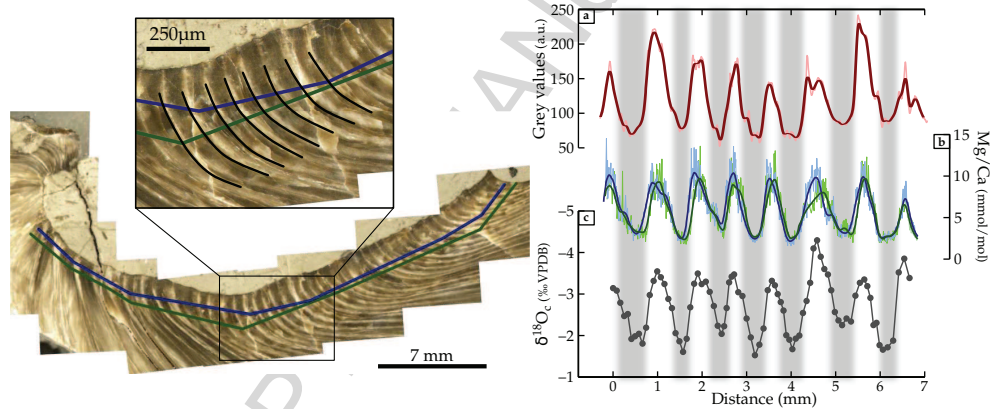 250µm
7 mm
a
250
200
150
100
50
Grey values (a.u.)
b
15
10
5
0
Mg/Ca (mmol/mol)
c
−5
−4
−3
−2
−1
δ18Oc (‰ VPDB)
0 1 2 3 4 5 6 7
Distance (mm)